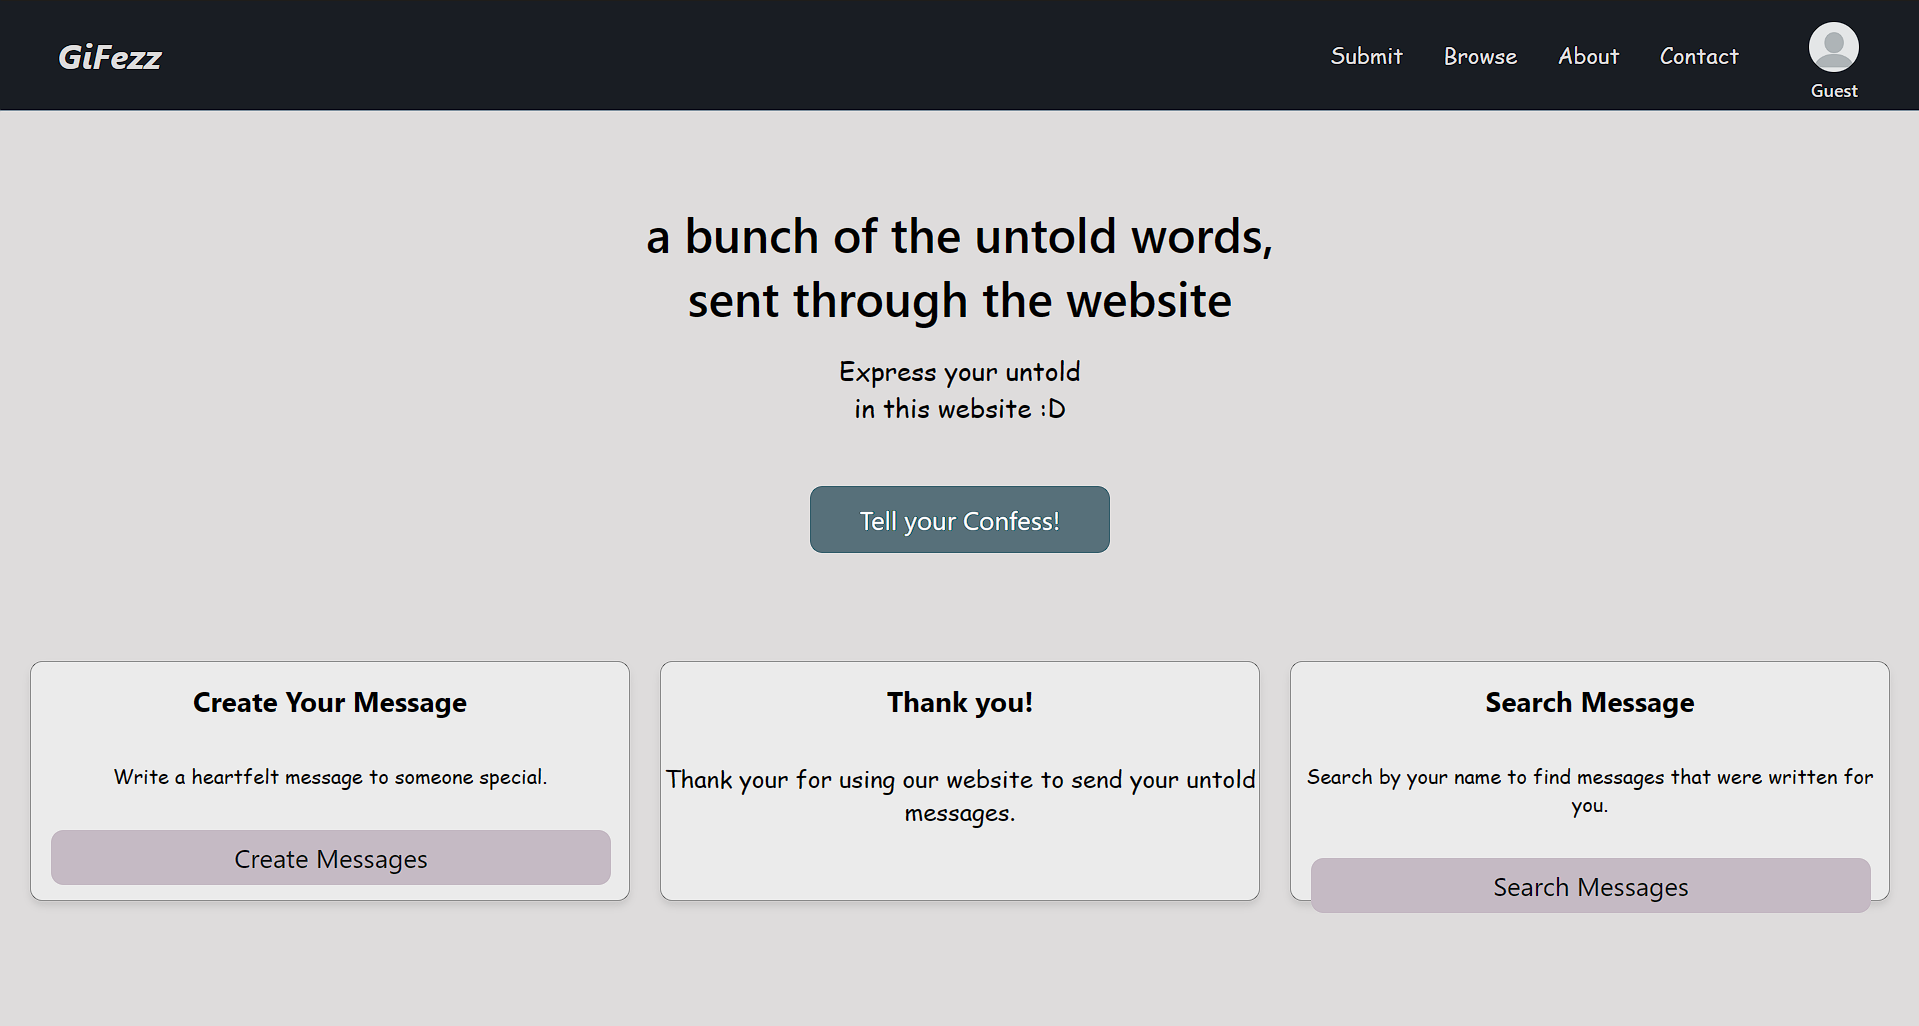 GiFezz
Submit
Browse
About
Contact
Guest
a bunch of the untold words,
sent through the website
Express your untold
in this website :D
Tell your Confess!
Create Your Message
Write a heartfelt message to someone special.
Create Messages
Thank you!
Thank your for using our website to send your untold
messages.
Search Message
Search by your name to find messages that were written for
you.
Search Messages